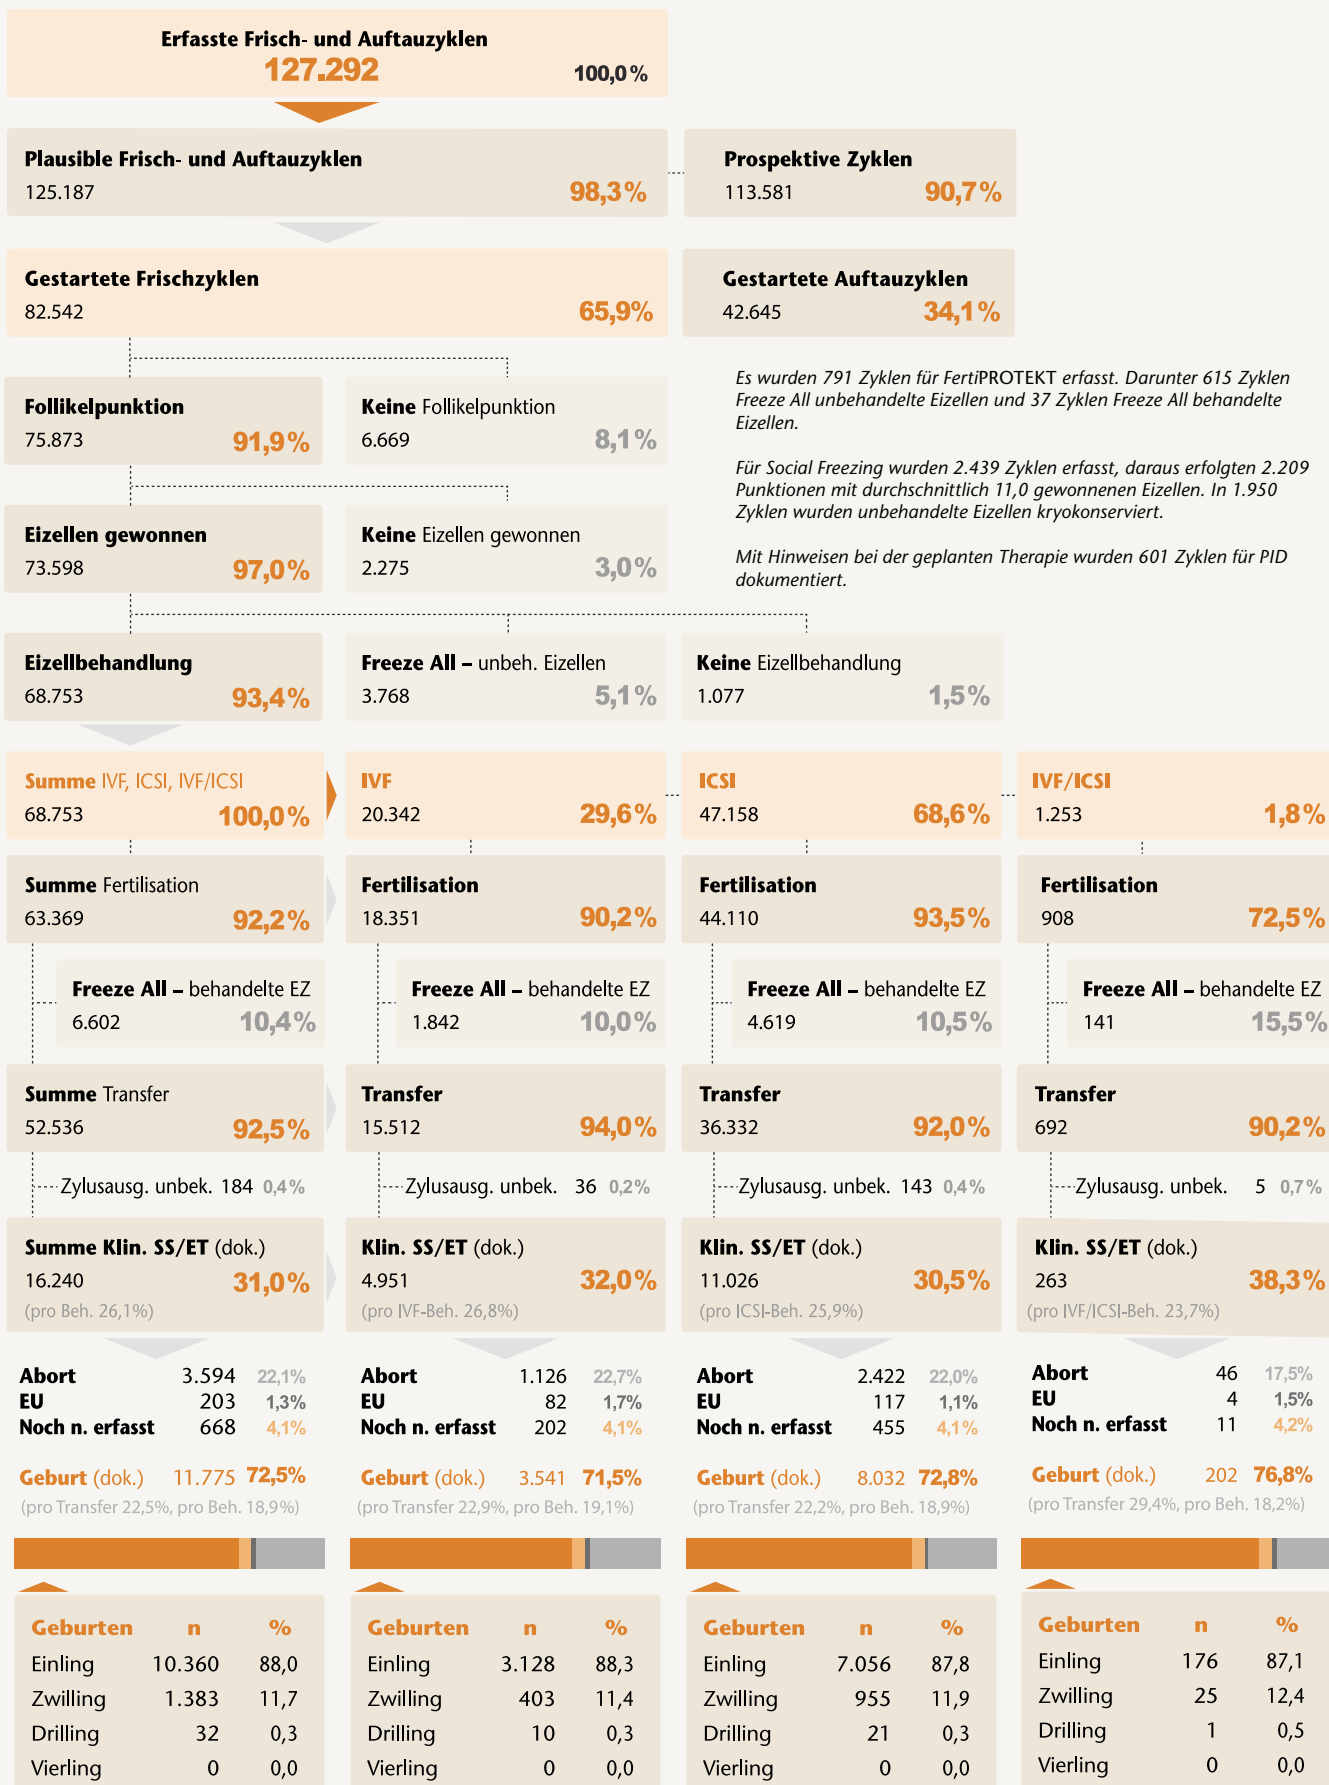 Erfasste Frisch- und Auftauzyklen
127.292 100,0 %
Plausible Frisch- und Auftauzyklen
125.187 98,3 %
Prospektive Zyklen
113.581 90,7 %
Gestartete Frischzyklen
82.542 65,9%
Gestartete Auftauzyklen
42.645 34,1 %
Follikelpunktion
75.873 91,9 %
Keine Follikelpunktion
6.669 8,1 %
Es wurden 791 Zyklen für FertiPROTEKT erfasst. Darunter 615 Zyklen
Freeze All unbehandelte Eizellen und 37 Zyklen Freeze All behandelte
Eizellen.
Für Social Freezing wurden 2.439 Zyklen erfasst, daraus erfolgten 2.209
Punktionen mit durchschnittlich 11,0 gewonnenen Eizellen. In 1.950
Zyklen wurden unbehandelte Eizellen kryokonserviert.
Mit Hinweisen bei der geplanten Therapie wurden 601 Zyklen für PID
dokumentiert.
Eizellen gewonnen
73.598 97,0 %
Keine Eizellen gewonnen
2.275 3,0 %
Eizellbehandlung
68.753 93,4 %
Freeze All – unbeh. Eizellen
3.768 5,1 %
Keine Eizellbehandlung
1.077 1,5 %
Summe IVF, ICSI, IVF/ICSI
68.753 100,0 %
IVF
20.342 29,6 %
ICSI
47.158 68,6 %
IVF/ICSI
1.253 1,8 %
Summe Fertilisation
63.369 92,2 %
Fertilisation
18.351 90,2 %
Fertilisation
44.110 93,5 %
Fertilisation
908 72,5 %
Freeze All – behandelte EZ
6.602 10,4 %
Freeze All – behandelte EZ
1.842 10,0 %
Freeze All – behandelte EZ
4.619 10,5 %
Freeze All – behandelte EZ
141 15,5 %
Summe Transfer
52.536 92,5 %
Transfer
15.512 94,0 %
Transfer
36.332 92,0 %
Transfer
692 90,2 %
Zylusausg. unbek. 184 0,4 %
Zylusausg. unbek. 36 0,2 %
Zylusausg. unbek. 143 0,4 %
Zylusausg. unbek. 5 0,7 %
Summe Klin. SS/ET (dok.)
16.240 31,0 %
(pro Beh. 26,1%)
Klin. SS/ET (dok.)
4.951 32,0 %
(pro IVF-Beh. 26,8%)
Klin. SS/ET (dok.)
11.026 30,5 %
(pro ICSI-Beh. 25,9%)
Klin. SS/ET (dok.)
263 38,3 %
(pro IVF/ICSI-Beh. 23,7%)
Abort 3.594 22,1%
EU 203 1,3%
Noch n. erfasst 668 4,1%
Geburt (dok.) 11.775 72,5%
(pro Transfer 22,5%, pro Beh. 18,9%)
Abort 1.126 22,7%
EU 82 1,7%
Noch n. erfasst 202 4,1%
Geburt (dok.) 3.541 71,5%
(pro Transfer 22,9%, pro Beh. 19,1%)
Abort 2.422 22,0%
EU 117 1,1%
Noch n. erfasst 455 4,1%
Geburt (dok.) 8.032 72,8%
(pro Transfer 22,2%, pro Beh. 18,9%)
Abort 46 17,5%
EU 4 1,5%
Noch n. erfasst 11 4,2%
Geburt (dok.) 202 76,8%
(pro Transfer 29,4%, pro Beh. 18,2%)
Geburten n %
Einling 10.360 88,0
Zwilling 1.383 11,7
Drilling 32 0,3
Vierling 0 0,0
Geburten n %
Einling 3.128 88,3
Zwilling 403 11,4
Drilling 10 0,3
Vierling 0 0,0
Geburten n %
Einling 7.056 87,8
Zwilling 955 11,9
Drilling 21 0,3
Vierling 0 0,0
Geburten n %
Einling 176 87,1
Zwilling 25 12,4
Drilling 1 0,5
Vierling 0 0,0